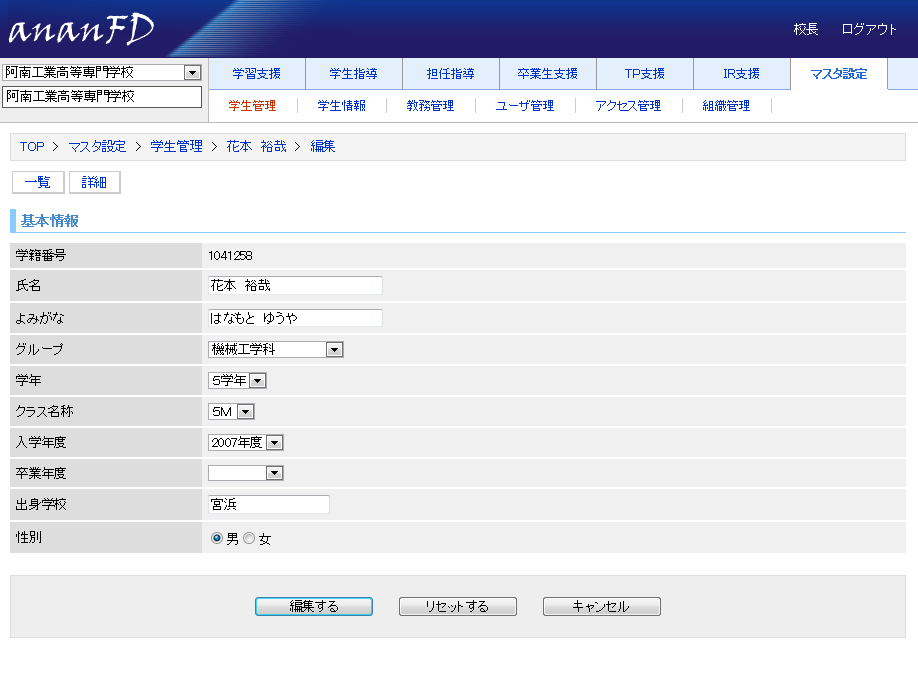 ananFD
校長 ログアウト
阿南工業高等専門学校
阿南工業高等専門学校
学習支援 学生指導 担任指導 卒業生支援 TP支援 IR支援 マスタ設定
学生管理 学生情報 教務管理 ユーザ管理 アクセス管理 組織管理
TOP > マスタ設定 > 学生管理 > 花本 裕哉 > 編集
一覧 詳細
基本情報
学籍番号 1041258
氏名 花本 裕哉
よみがな はなもと ゆうや
グループ 機械工学科
学年 5学年
クラス名称 5M
入学年度 2007年度
卒業年度
出身学校 宮浜
性別 男 女
編集する リセットする キャンセル